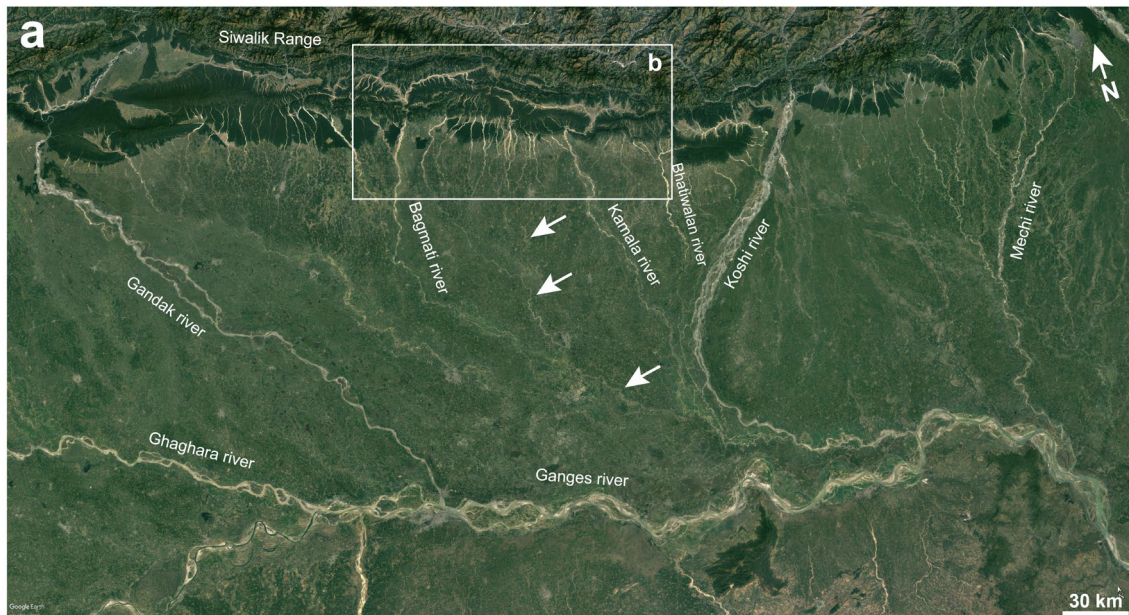 a
Siwalik Range
b
N
Bagmati river
Kamala river
Bhatiwalan river
Koshi river
Mechi river
Gandak river
Ghaghara river
Ganges river
Google Earth
30 km